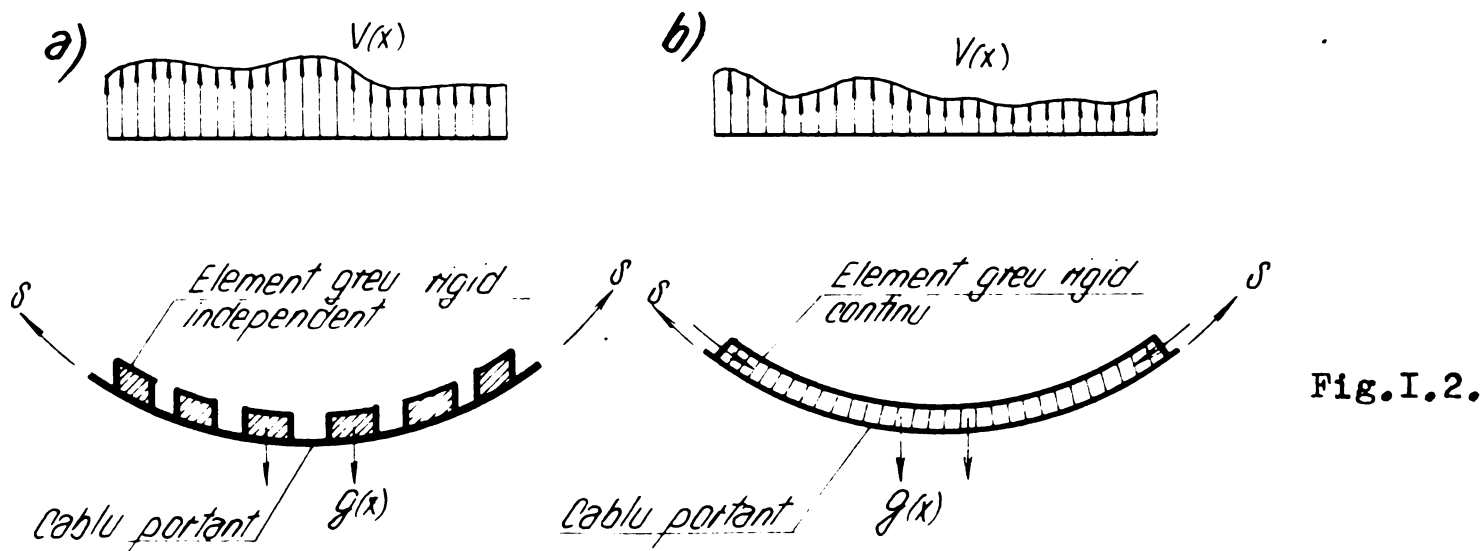 a)
V(x)
b)
V(x)
S
Element greu rigid
independent
S
S
Element greu rigid
continu
S
Fig.I.2.
g(x)
Cablu portant
g(x)
Cablu portant